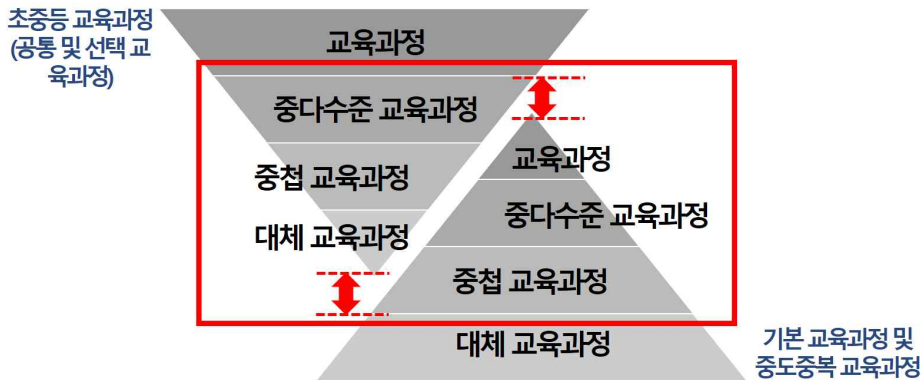 초중등 교육과정
(공통 및 선택 교
육과정)
교육과정
중다수준 교육과정
중첩 교육과정
대체 교육과정
교육과정
중다수준 교육과정
중첩 교육과정
대체 교육과정
기본 교육과정 및
중도중복 교육과정